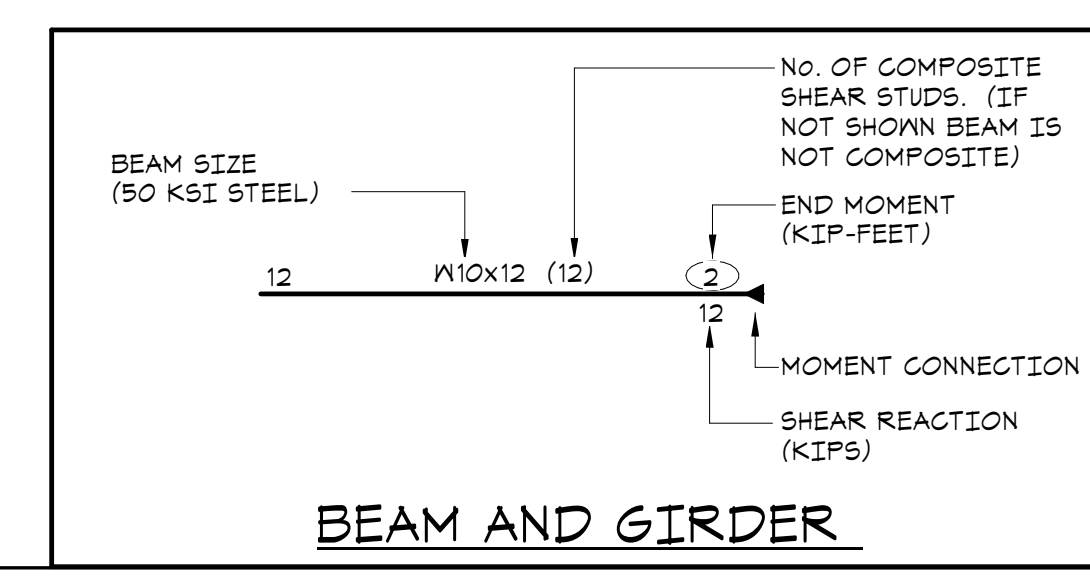 No. OF COMPOSITE
SHEAR STUDS. (IF
NOT SHOWN BEAM IS
NOT COMPOSITE)
BEAM SIZE
(50 KSI STEEL)
END MOMENT
(KIP-FEET)
12 W10x12 (12) 2
12
MOMENT CONNECTION
SHEAR REACTION
(KIPS)
BEAM AND GIRDER